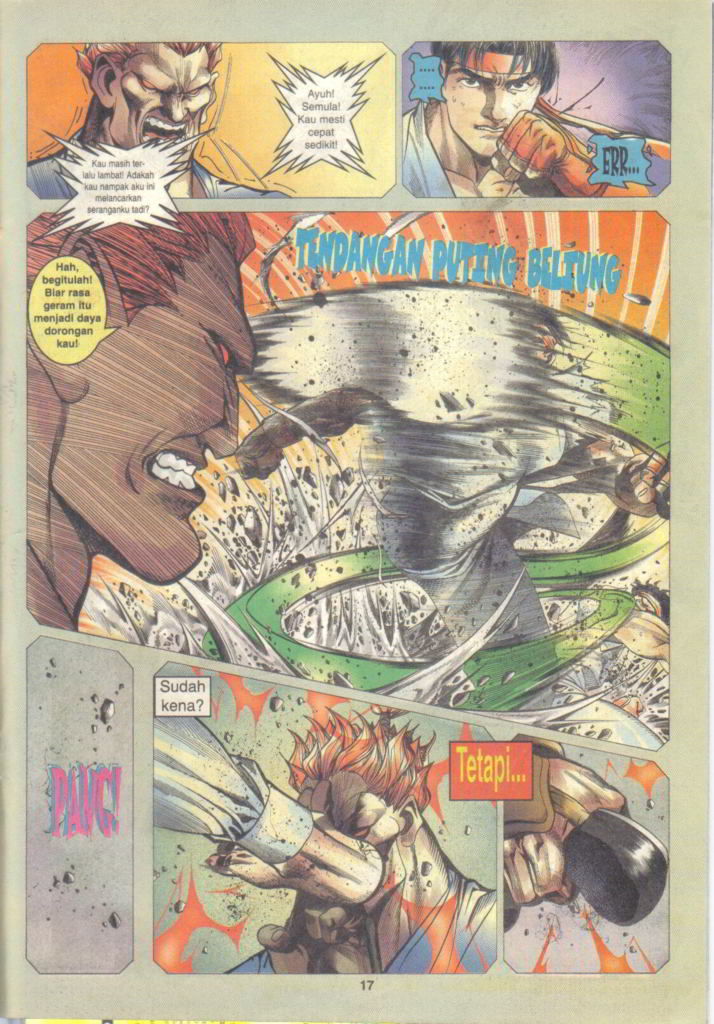 Ayuh!
Semula!
Kau mesti
cepat
sedikit!
Kau masih ter-
lalu lambat! Adakah
kau nampak aku ini
melancarkan
seranganku tadi?
....
....
ERR...
TENDANGAN PUTING BELIUNG
Hah,
begitulah!
Biar rasa
geram itu
menjadi daya
dorongan
kau!
PANG!
Sudah
kena?
Tetapi...
17